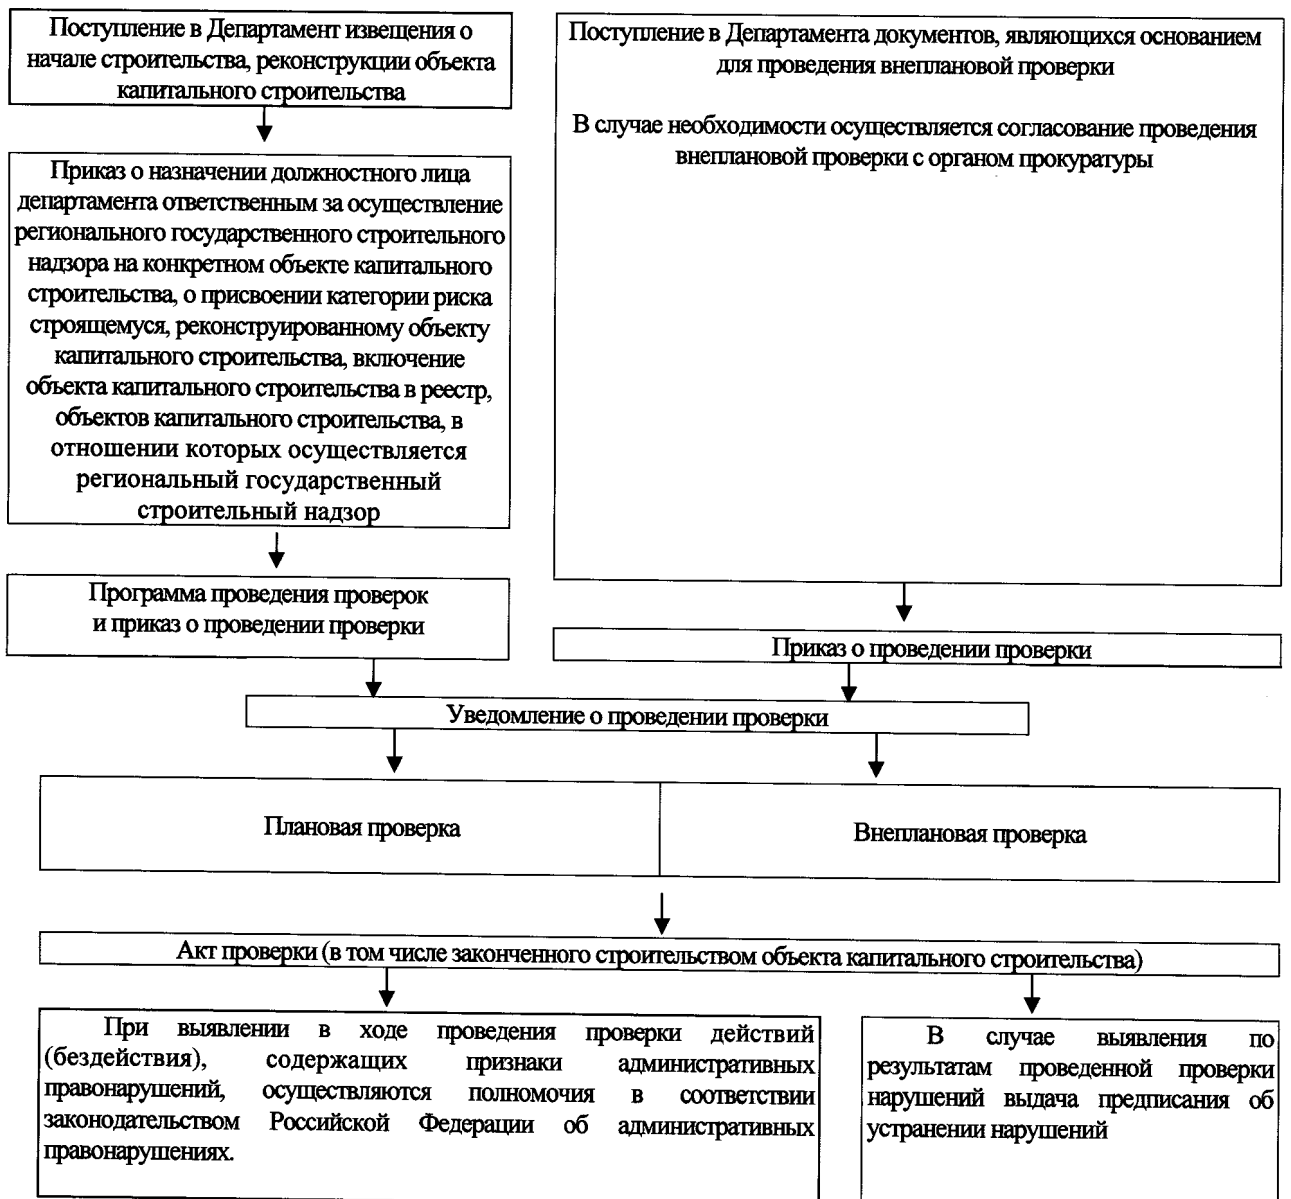 Поступление в Департамент извещения о
начале строительства, реконструкции объекта
капитального строительства
Приказ о назначении должностного лица
департамента ответственным за осуществление
регионального государственного строительного
надзора на конкретном объекте капитального
строительства, о присвоении категории риска
строящемуся, реконструированному объекту
капитального строительства, включение
объекта капитального строительства в реестр,
объектов капитального строительства, в
отношении которых осуществляется
региональный государственный
строительный надзор
Программа проведения проверок
и приказ о проведении проверки
Поступление в Департамента документов, являющихся основанием
для проведения внеплановой проверки
В случае необходимости осуществляется согласование проведения
внеплановой проверки с органом прокуратуры
Приказ о проведении проверки
Уведомление о проведении проверки
Плановая проверка
Внеплановая проверка
Акт проверки (в том числе законченного строительством объекта капитального строительства)
При выявлении в ходе проведения проверки действий
(бездействия), содержащих признаки административных
правонарушений, осуществляются полномочия в соответствии
законодательством Российской Федерации об административных
правонарушениях.
В случае выявления по
результатам проведенной проверки
нарушений выдача предписания об
устранении нарушений